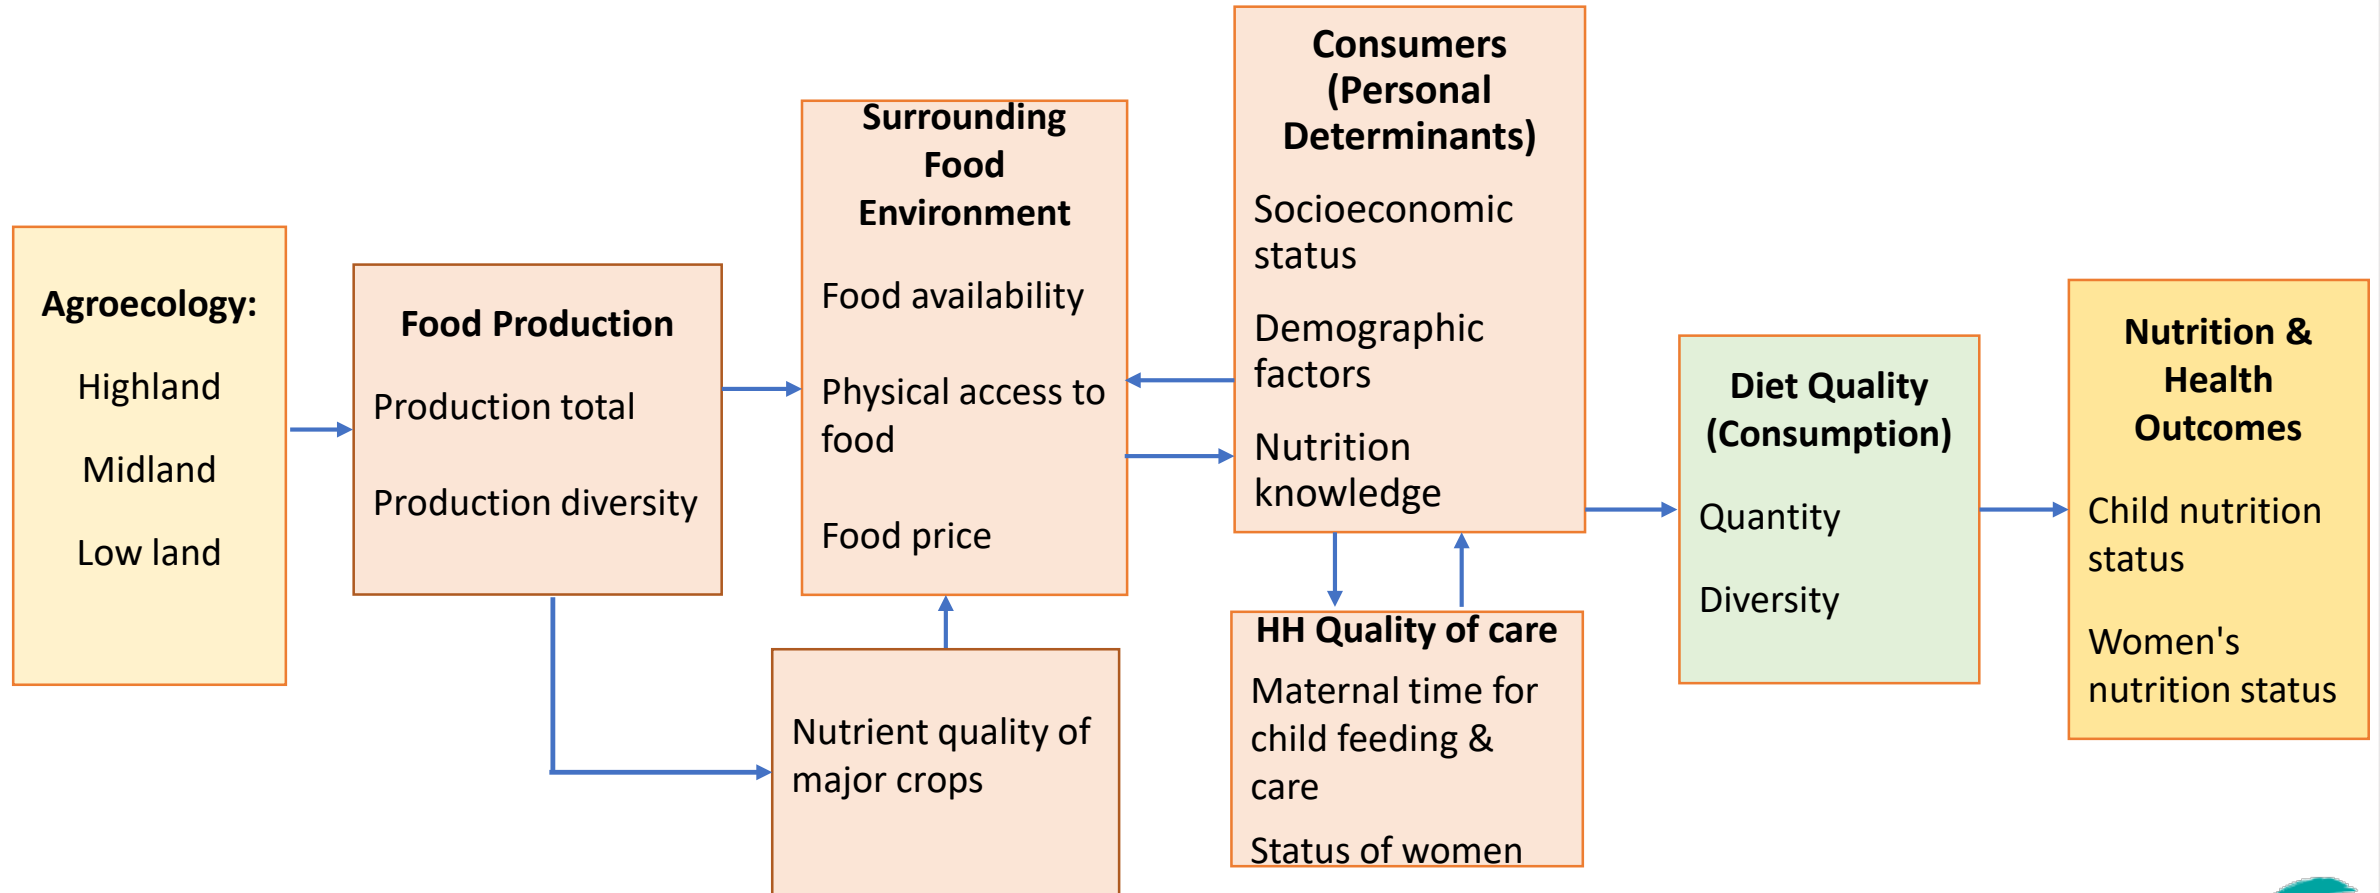 Agroecology:
Highland
Midland
Low land
Food Production
Production total
Production diversity
Surrounding
Food
Environment
Food availability
Physical access to
food
Food price
Nutrient quality of
major crops
Consumers
(Personal
Determinants)
Socioeconomic
status
Demographic
factors
Nutrition
knowledge
HH Quality of care
Maternal time for
child feeding &
care
Status of women
Diet Quality
(Consumption)
Quantity
Diversity
Nutrition &
Health
Outcomes
Child nutrition
status
Women's
nutrition status